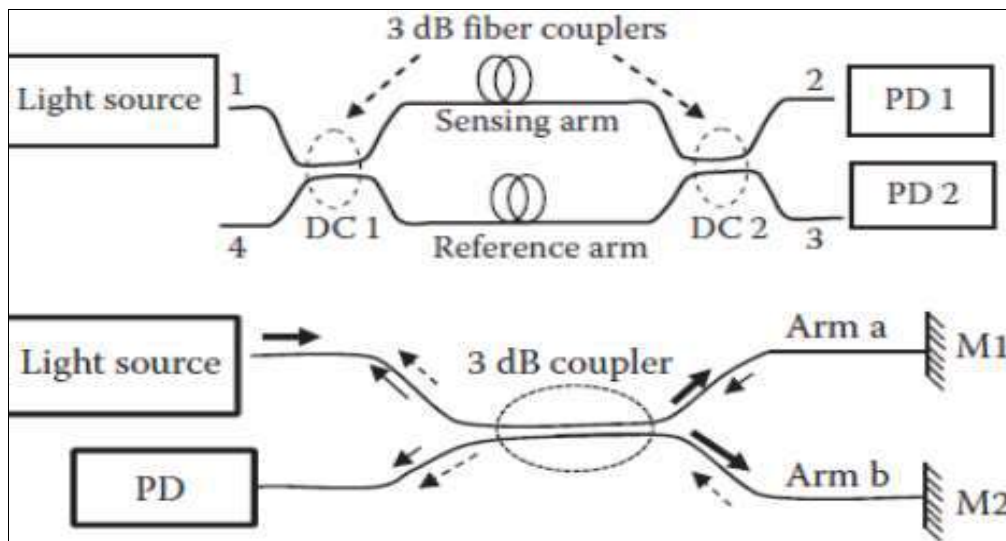 3 dB fiber couplers
Light source
1
2
PD 1
Sensing arm
PD 2
DC 1
DC 2
4
Reference arm
3
Light source
3 dB coupler
Arm a
M1
PD
Arm b
M2